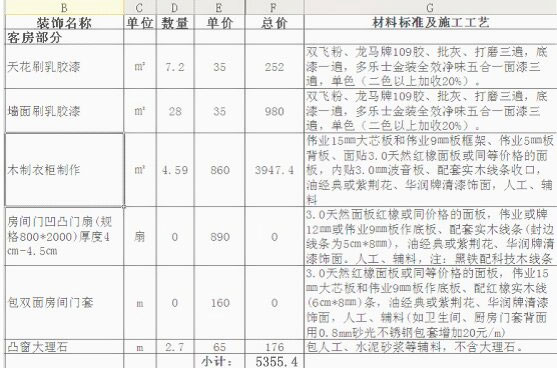 B C D E F G
装饰名称 单位 数量 单价 总价 材料标准及施工工艺
客房部分
天花刷乳胶漆 ㎡ 7.2 35 252 双飞粉、龙马牌109胶、批灰、打磨三遍，底
漆一遍，多乐士金装全效净味五合一面漆三
遍，单色（二色以上加收20%）。
墙面刷乳胶漆 ㎡ 28 35 980 双飞粉、龙马牌109胶、批灰、打磨三遍，底
漆一遍，多乐士金装全效净味五合一面漆三
遍，单色（二色以上加收20%）。
木制衣柜制作 ㎡ 4.59 860 3947.4 伟业15㎜大芯板和伟业9㎜板框架、伟业5㎜板
背板、面贴3.0天然红橡面板或同等价格的面
板，内贴3.0㎜波音板、配套实木线条收口，
油经典或紫荆花、华润牌清漆饰面，人工、辅
料
房间门凹凸门扇(规
格800*2000)厚度4
cm-4.5cm 扇 0 890 0 3.0天然面板红橡或同价格的面板，伟业或牌
12㎜或伟业9㎜板作底板、配套实木线条(封边
线条为5cm*8㎜)，油经典或紫荆花、华润牌清
漆饰面。人工、辅料，注：黑铁配科技木线条
包双面房间门套 m 0 160 0 3.0天然红橡面板或同等价格的面板，伟业15
㎜大芯板和伟业9㎜板作底板、配红橡实木线
(6cm*8㎜)条，油经典或紫荆花、华润牌清漆
饰面，人工、辅料(如卫生间、厨房门套背面
用0.8㎜砂光不锈钢包套增加20元/m)
凸窗大理石 m 2.7 65 176 包人工、水泥砂浆等辅料，不含大理石。
小计： 5355.4